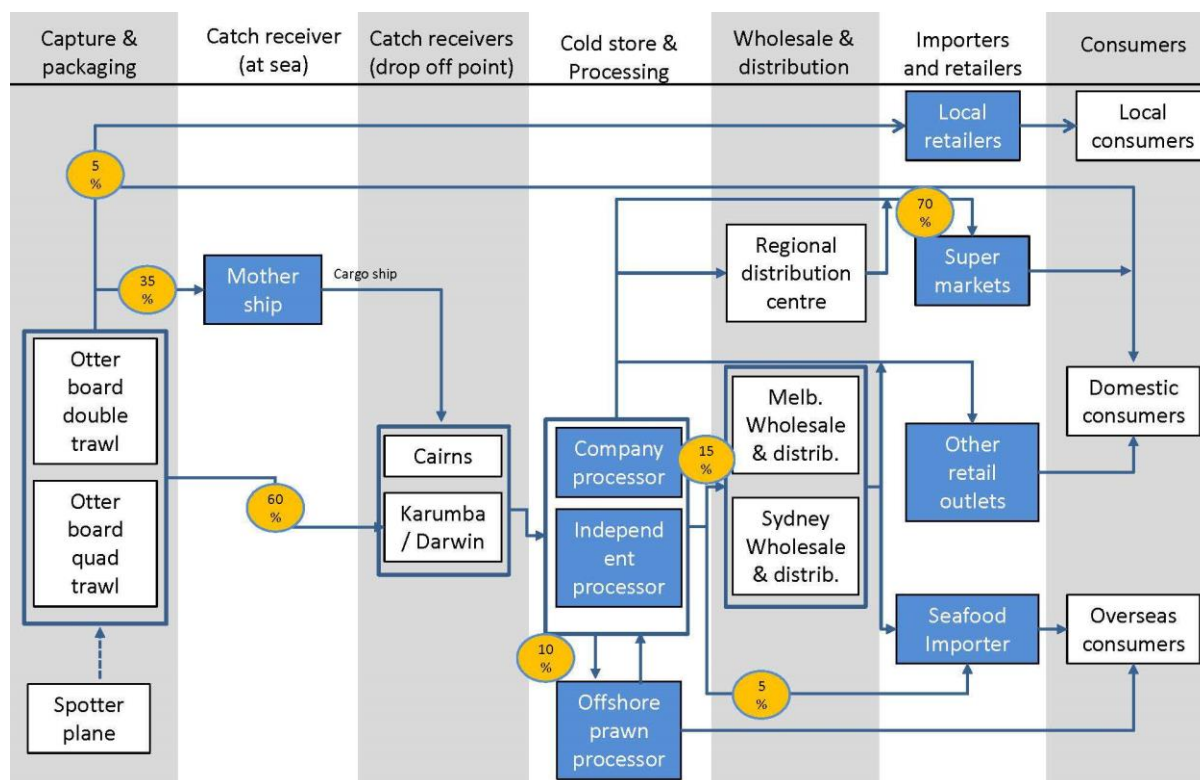 Capture &
packaging
Catch receiver
(at sea)
Catch receivers
(drop off point)
Cold store &
Processing
Wholesale &
distribution
Importers
and retailers
Consumers
Local
retailers
Local
consumers
5
%
70
%
Regional
distribution
centre
Super
markets
35
%
Mother
ship
Cargo ship
Otter
board
double
trawl
Otter
board
quad
trawl
60
%
Cairns
Karumba
/ Darwin
Company
processor
Independ
ent
processor
15
%
Melb.
Wholesale
& distrib.
Sydney
Wholesale
& distrib.
Other
retail
outlets
Domestic
consumers
Seafood
Importer
Overseas
consumers
10
%
Offshore
prawn
processor
5
%
Spotter
plane